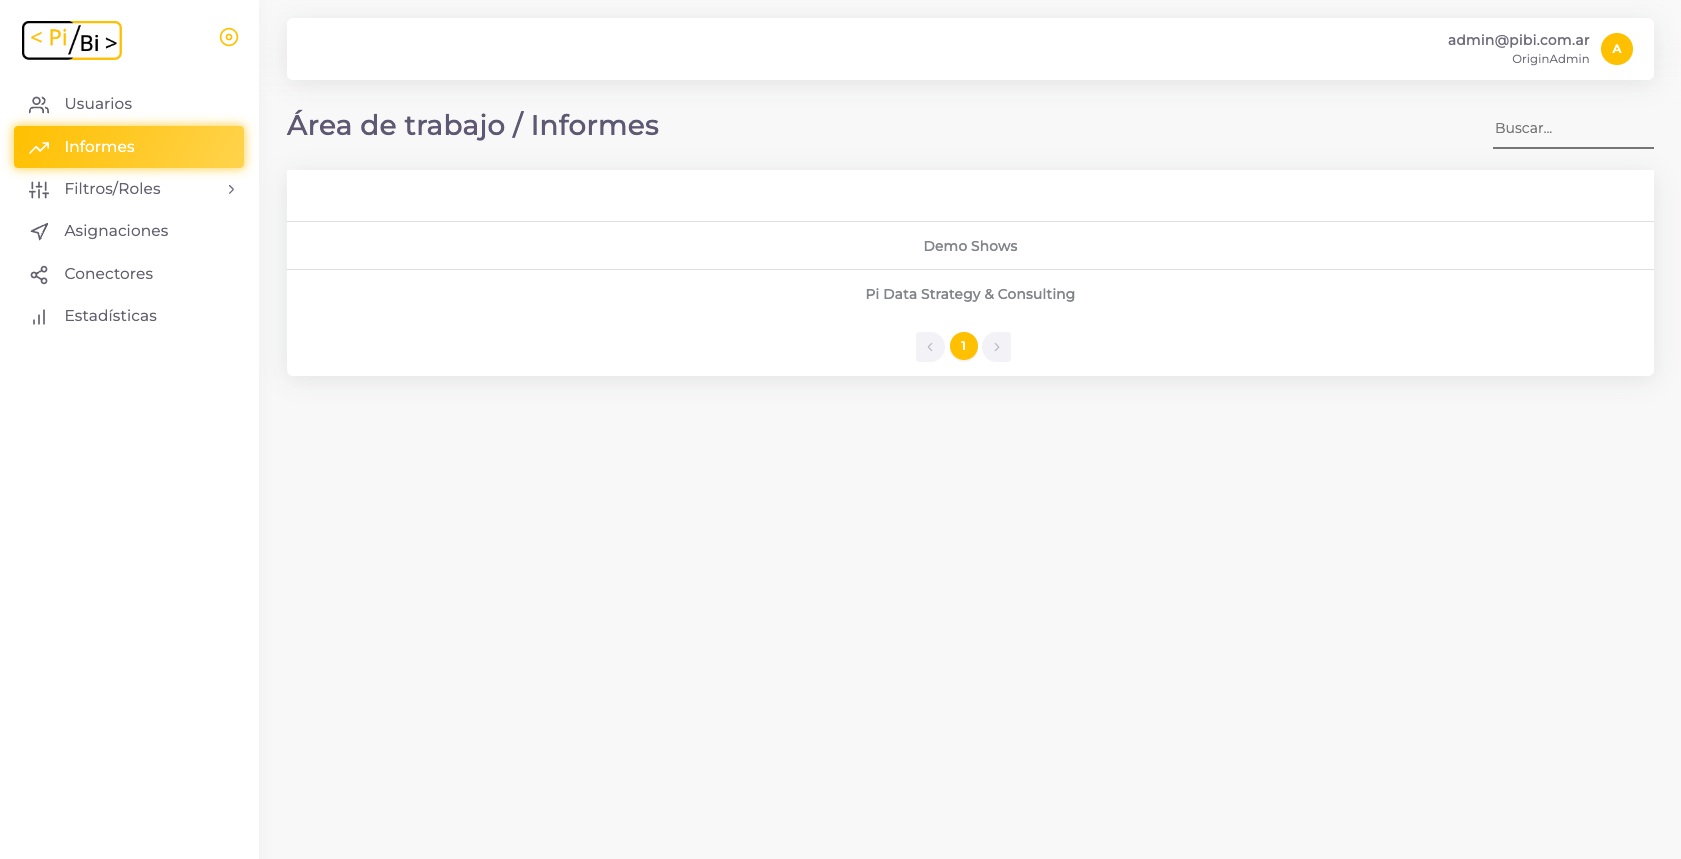 < Pi/Bi >
admin@pibi.com.ar
OriginAdmin
A
Usuarios
Informes
Filtros/Roles
Asignaciones
Conectores
Estadísticas
Área de trabajo / Informes
Buscar...
Demo Shows
Pi Data Strategy & Consulting
1